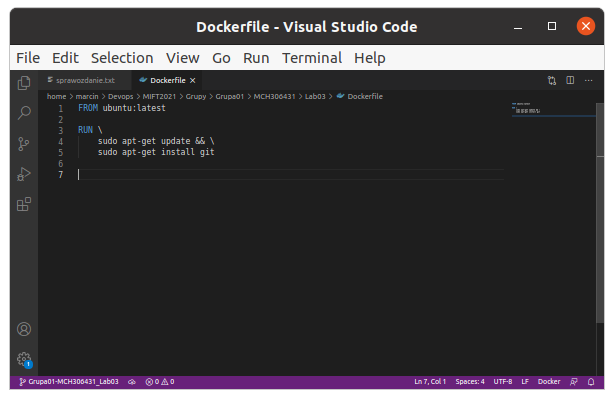 Dockerfile - Visual Studio Code
File Edit Selection View Go Run Terminal Help
sprawozdanie.txt Dockerfile
home > marcin > Devops > MIFT2021 > Grupy > Grupa01 > MCH306431 > Lab03 > Dockerfile
1 FROM ubuntu:latest
2
3 RUN \
4 sudo apt-get update && \
5 sudo apt-get install git
6
7
Grupa01-MCH306431_Lab03 0 0 Ln 7, Col 1 Spaces: 4 UTF-8 LF Docker